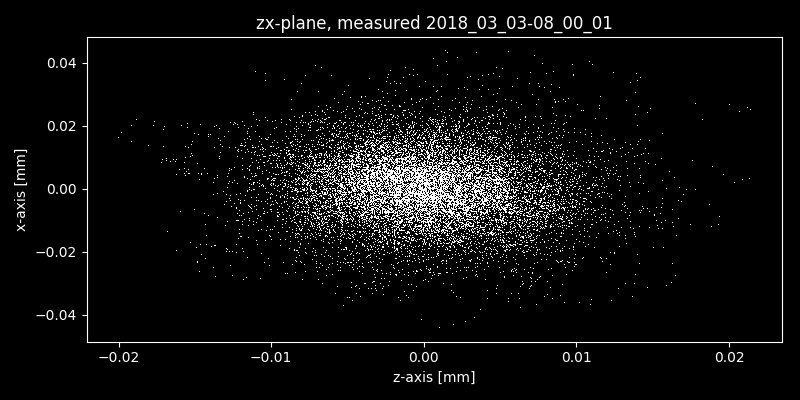 zx-plane, measured 2018_03_03-08_00_01
0.04
0.02
0.00
−0.02
−0.04
x-axis [mm]
−0.02 −0.01 0.00 0.01 0.02
z-axis [mm]